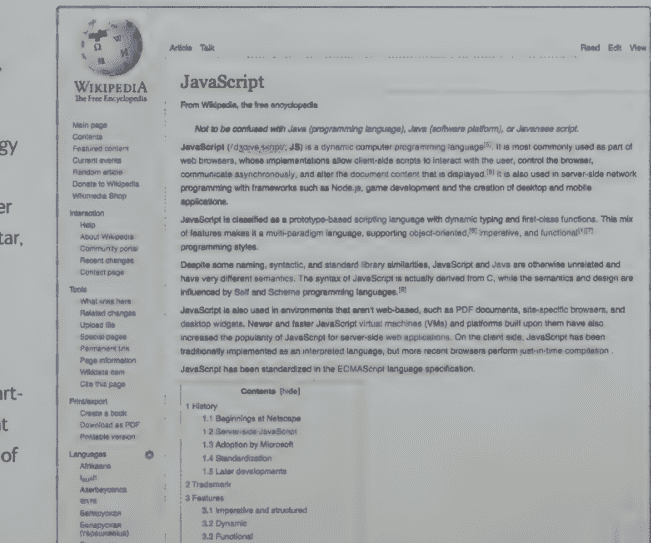 gy
er
tar,
art-
t
of
WIKIPEDIA
The Free Encyclopedia
Main page
Contents
Featured content
Current events
Random article
Donate to Wikipedia
Wikimedia Shop
Interaction
Help
About Wikipedia
Community portal
Recent changes
Contact page
Tools
What links here
Related changes
Upload file
Special pages
Permanent link
Page information
Wikidata item
Cite this page
Print/export
Create a book
Download as PDF
Printable version
Languages
Afrikaans
العربية
Azərbaycanca
বাংলা
Беларуская
Беларуская
(тарашкевіца)
Article Talk
Read Edit View
JavaScript
From Wikipedia, the free encyclopedia
Not to be confused with Java (programming language), Java (software platform), or Javanese script.
JavaScript (/ˈdʒɑːvəˌskrɪpt/, JS) is a dynamic computer programming language[5]. It is most commonly used as part of
web browsers, whose implementations allow client-side scripts to interact with the user, control the browser,
communicate asynchronously, and alter the document content that is displayed.[5] It is also used in server-side network
programming with frameworks such as Node.js, game development and the creation of desktop and mobile
applications.
JavaScript is classified as a prototype-based scripting language with dynamic typing and first-class functions. This mix
of features makes it a multi-paradigm language, supporting object-oriented,[6] imperative, and functional[1][7]
programming styles.
Despite some naming, syntactic, and standard library similarities, JavaScript and Java are otherwise unrelated and
have very different semantics. The syntax of JavaScript is actually derived from C, while the semantics and design are
influenced by Self and Scheme programming languages.[8]
JavaScript is also used in environments that aren't web-based, such as PDF documents, site-specific browsers, and
desktop widgets. Newer and faster JavaScript virtual machines (VMs) and platforms built upon them have also
increased the popularity of JavaScript for server-side web applications. On the client side, JavaScript has been
traditionally implemented as an interpreted language, but more recent browsers perform just-in-time compilation .
JavaScript has been standardized in the ECMAScript language specification.
Contents [hide]
1 History
1.1 Beginnings at Netscape
1.2 Server-side JavaScript
1.3 Adoption by Microsoft
1.4 Standardization
1.5 Later developments
2 Trademark
3 Features
3.1 Imperative and structured
3.2 Dynamic
3.3 Functional